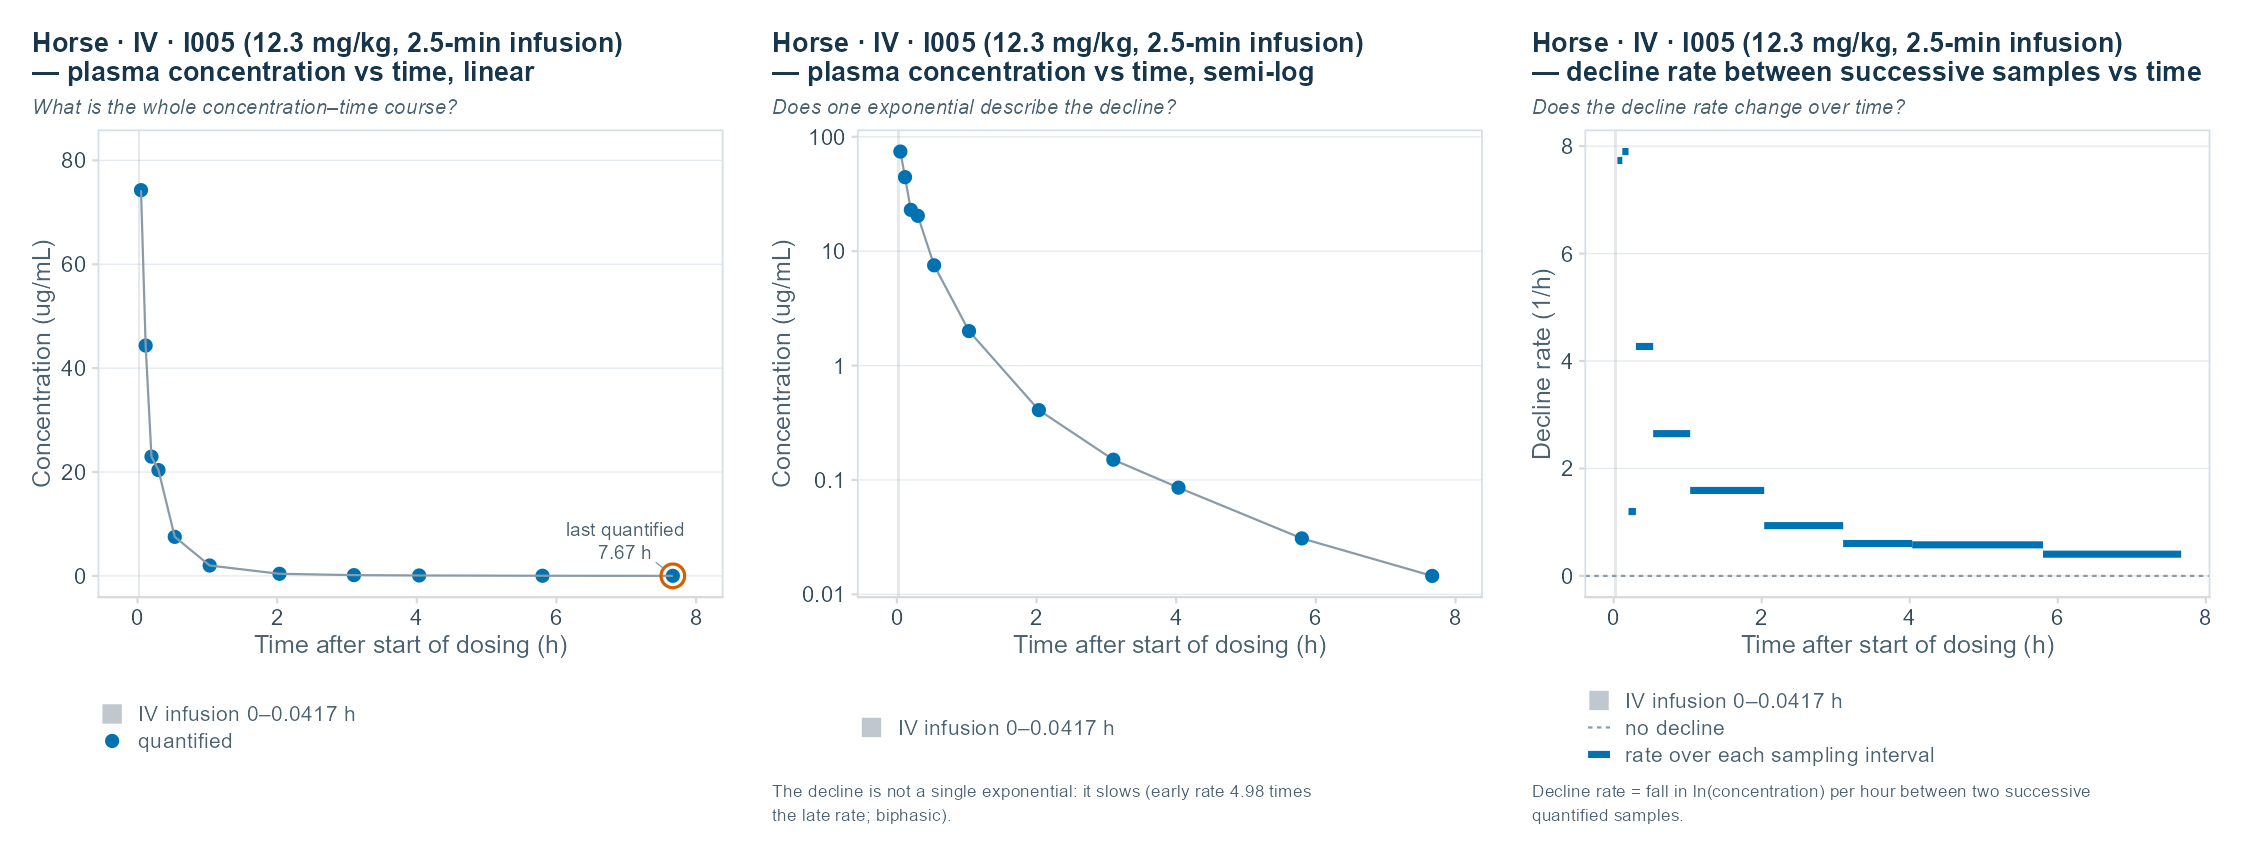 Horse · IV · I005 (12.3 mg/kg, 2.5-min infusion)
— plasma concentration vs time, linear
What is the whole concentration–time course?
80
60
40
20
0
Concentration (ug/mL)
last quantified
7.67 h
0 2 4 6 8
Time after start of dosing (h)
IV infusion 0–0.0417 h
quantified
Horse · IV · I005 (12.3 mg/kg, 2.5-min infusion)
— plasma concentration vs time, semi-log
Does one exponential describe the decline?
100
10
1
0.1
0.01
Concentration (ug/mL)
0 2 4 6 8
Time after start of dosing (h)
IV infusion 0–0.0417 h
The decline is not a single exponential: it slows (early rate 4.98 times
the late rate; biphasic).
Horse · IV · I005 (12.3 mg/kg, 2.5-min infusion)
— decline rate between successive samples vs time
Does the decline rate change over time?
8
6
4
2
0
Decline rate (1/h)
0 2 4 6 8
Time after start of dosing (h)
IV infusion 0–0.0417 h
no decline
rate over each sampling interval
Decline rate = fall in ln(concentration) per hour between two successive
quantified samples.